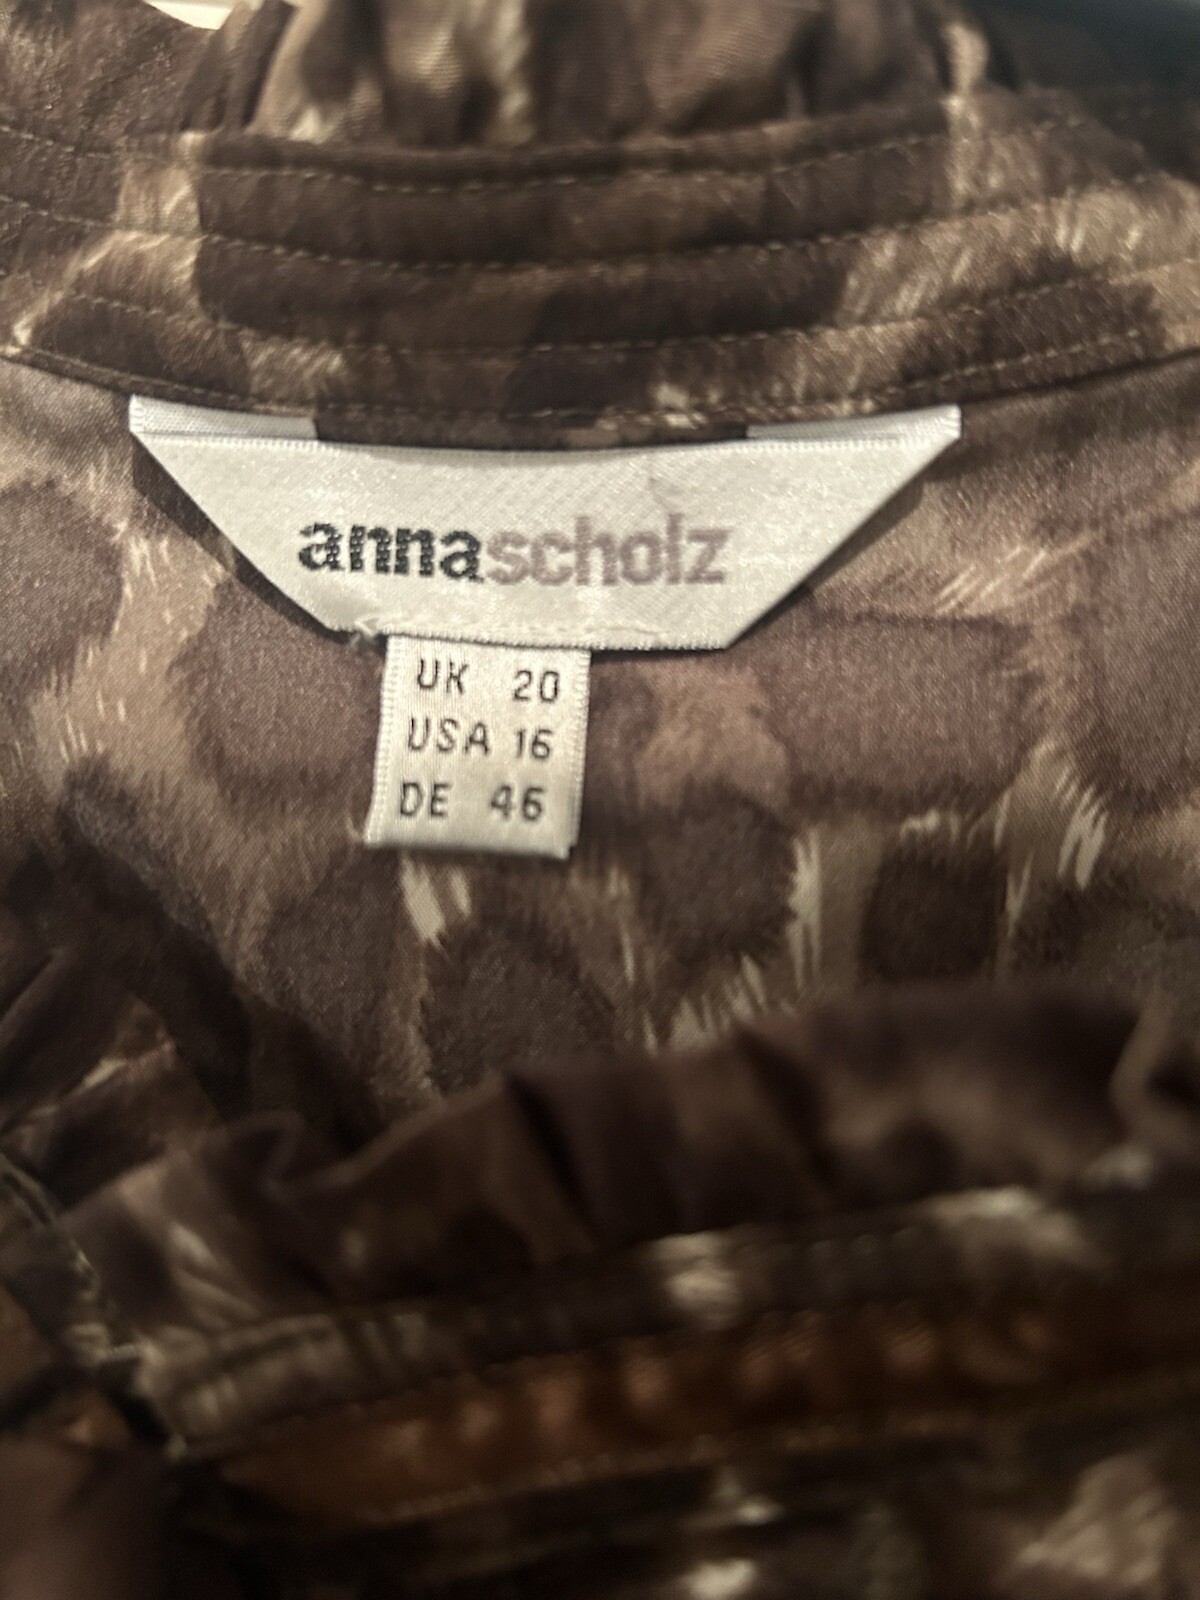 annascholz
UK 20
USA 16
DE 46